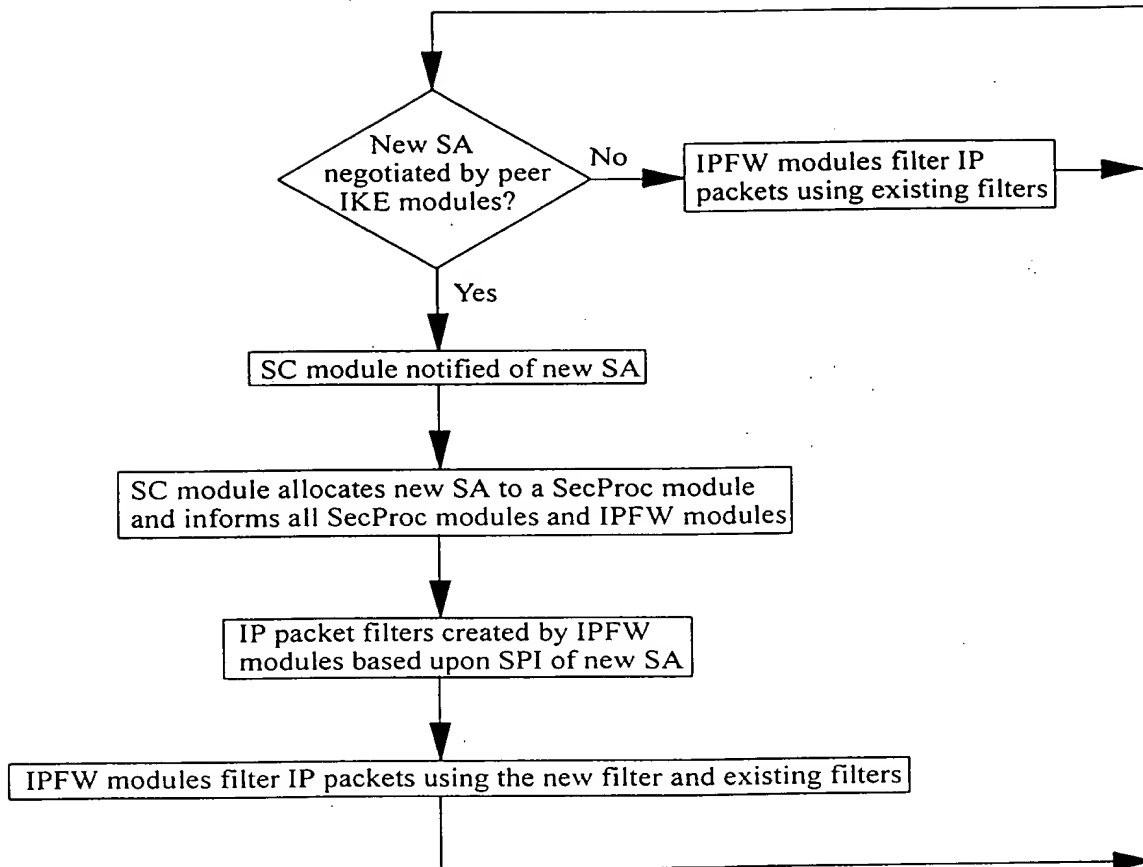 New SA
negotiated by peer
IKE modules?
No
IPFW modules filter IP
packets using existing filters
Yes
SC module notified of new SA
SC module allocates new SA to a SecProc module
and informs all SecProc modules and IPFW modules
IP packet filters created by IPFW
modules based upon SPI of new SA
IPFW modules filter IP packets using the new filter and existing filters